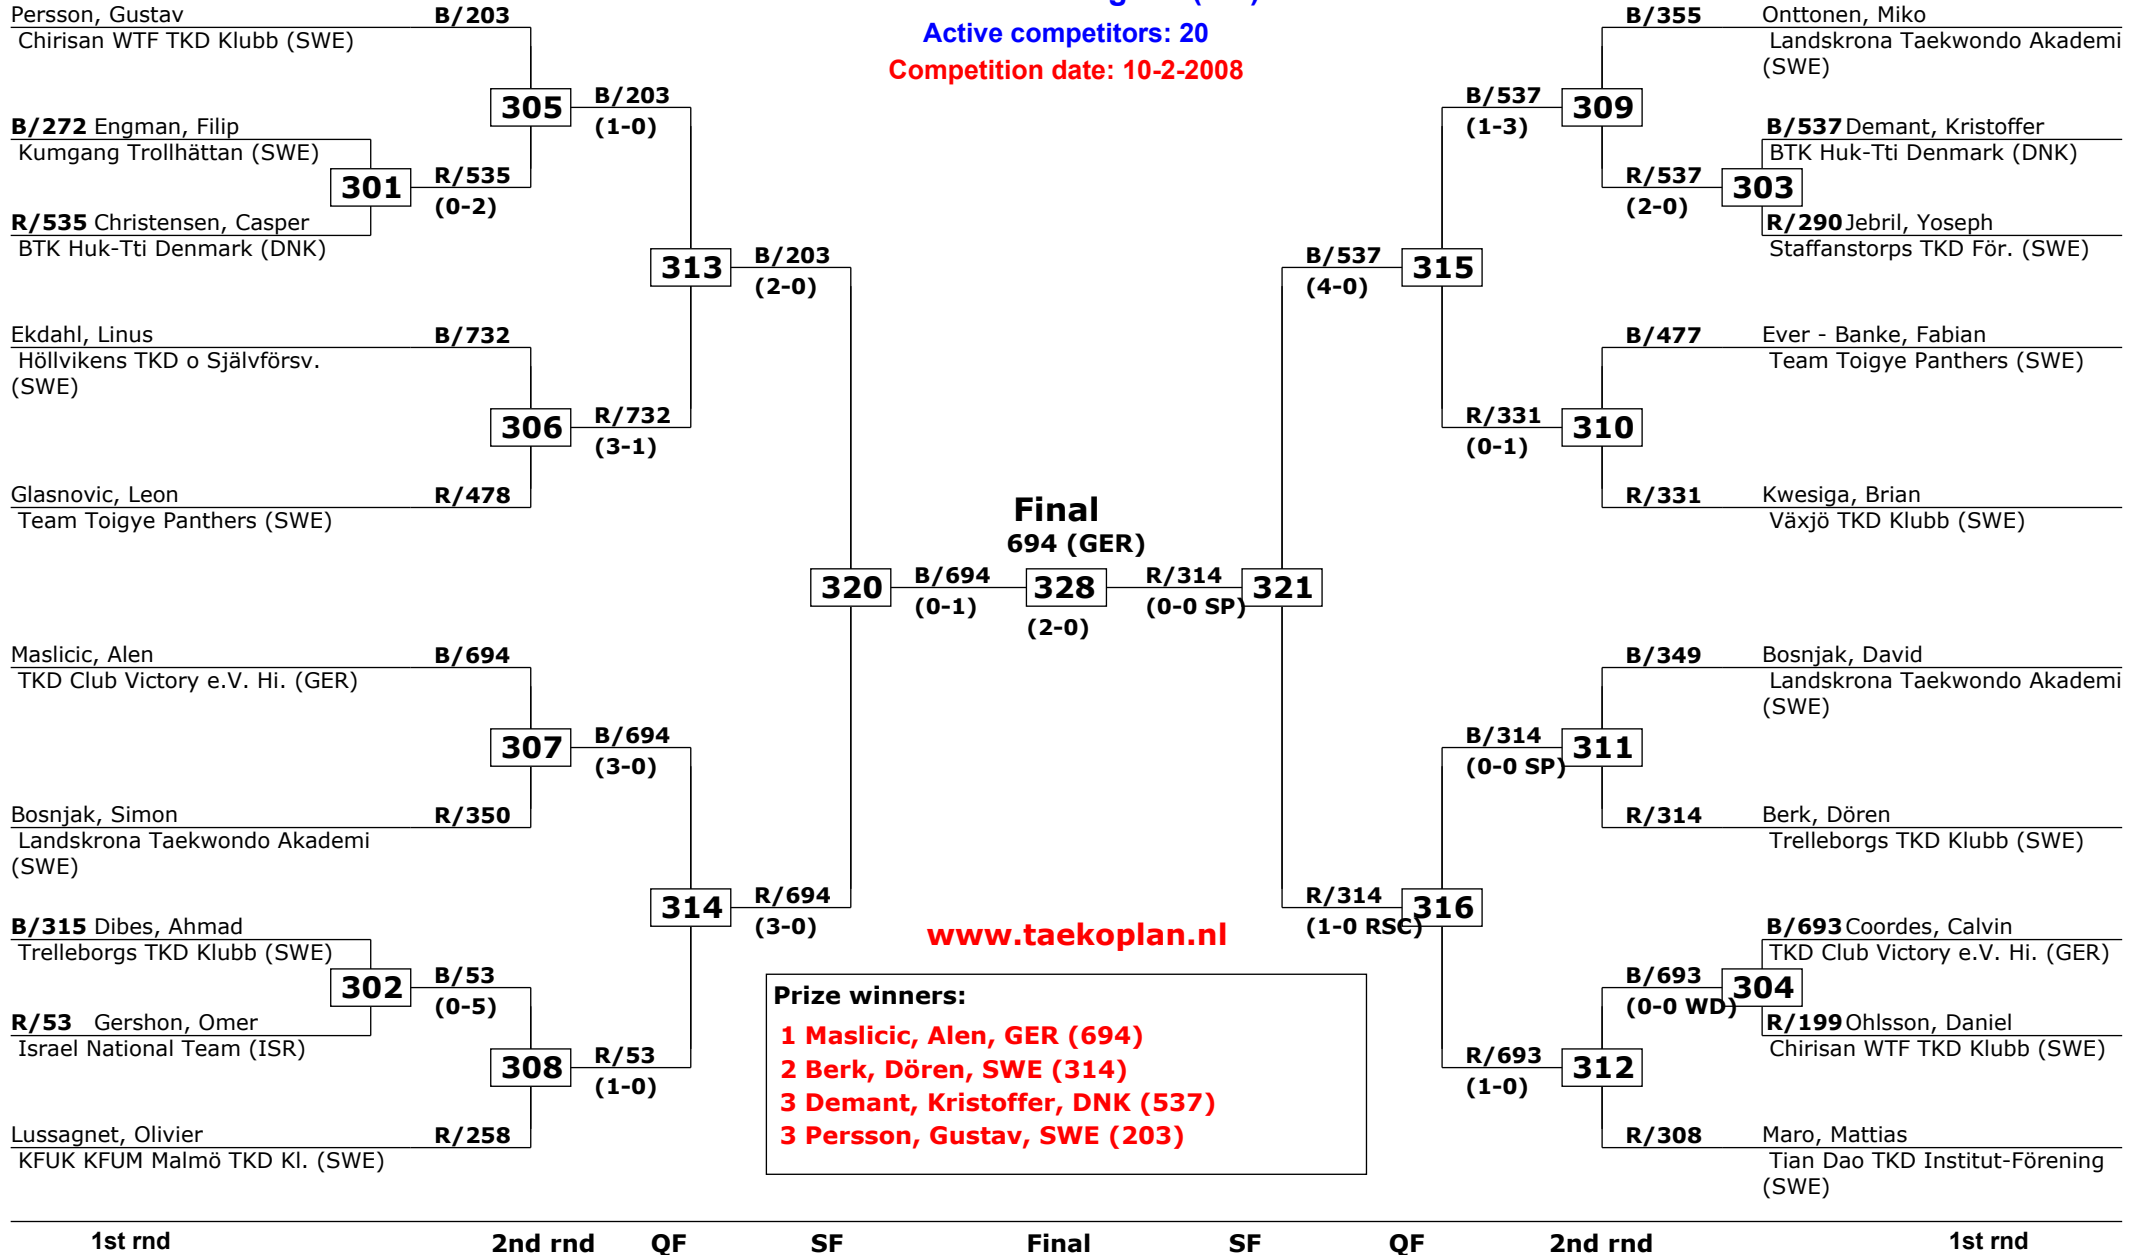 Active competitors: 20
Competition date: 10-2-2008
Persson, Gustav B/203
Chirisan WTF TKD Klubb (SWE)
B/272 Engman, Filip
Kumgang Trollhättan (SWE)
301
R/535 Christensen, Casper
BTK Huk-Tti Denmark (DNK)
R/535
(0-2)
305
B/203
(1-0)
Ekdahl, Linus B/732
Höllvikens TKD o Självförsv.
(SWE)
306
R/732
(3-1)
Glasnovic, Leon R/478
Team Toigye Panthers (SWE)
313
B/203
(2-0)
Maslicic, Alen B/694
TKD Club Victory e.V. Hi. (GER)
307
B/694
(3-0)
Bosnjak, Simon R/350
Landskrona Taekwondo Akademi
(SWE)
B/315 Dibes, Ahmad
Trelleborgs TKD Klubb (SWE)
302
R/53 Gershon, Omer
Israel National Team (ISR)
B/53
(0-5)
308
R/53
(1-0)
Lussagnet, Olivier R/258
KFUK KFUM Malmö TKD Kl. (SWE)
314
R/694
(3-0)
320
B/694
(0-1)
Final
694 (GER)
328
(2-0)
R/314
(0-0 SP)
321
B/355 Onttonen, Miko
Landskrona Taekwondo Akademi
(SWE)
B/537 Demant, Kristoffer
BTK Huk-Tti Denmark (DNK)
303
R/290 Jebril, Yoseph
Staffanstorps TKD För. (SWE)
R/537
(2-0)
309
B/537
(1-3)
315
B/537
(4-0)
B/477 Ever - Banke, Fabian
Team Toigye Panthers (SWE)
310
R/331
(0-1)
R/331 Kwesiga, Brian
Växjö TKD Klubb (SWE)
B/349 Bosnjak, David
Landskrona Taekwondo Akademi
(SWE)
311
B/314
(0-0 SP)
R/314 Berk, Dören
Trelleborgs TKD Klubb (SWE)
316
R/314
(1-0 RSC)
B/693 Coordes, Calvin
TKD Club Victory e.V. Hi. (GER)
304
R/199 Ohlsson, Daniel
Chirisan WTF TKD Klubb (SWE)
B/693
(0-0 WD)
312
R/693
(1-0)
R/308 Maro, Mattias
Tian Dao TKD Institut-Förening
(SWE)
www.taekoplan.nl
Prize winners:
1 Maslicic, Alen, GER (694)
2 Berk, Dören, SWE (314)
3 Demant, Kristoffer, DNK (537)
3 Persson, Gustav, SWE (203)
1st rnd 2nd rnd QF SF Final SF QF 2nd rnd 1st rnd